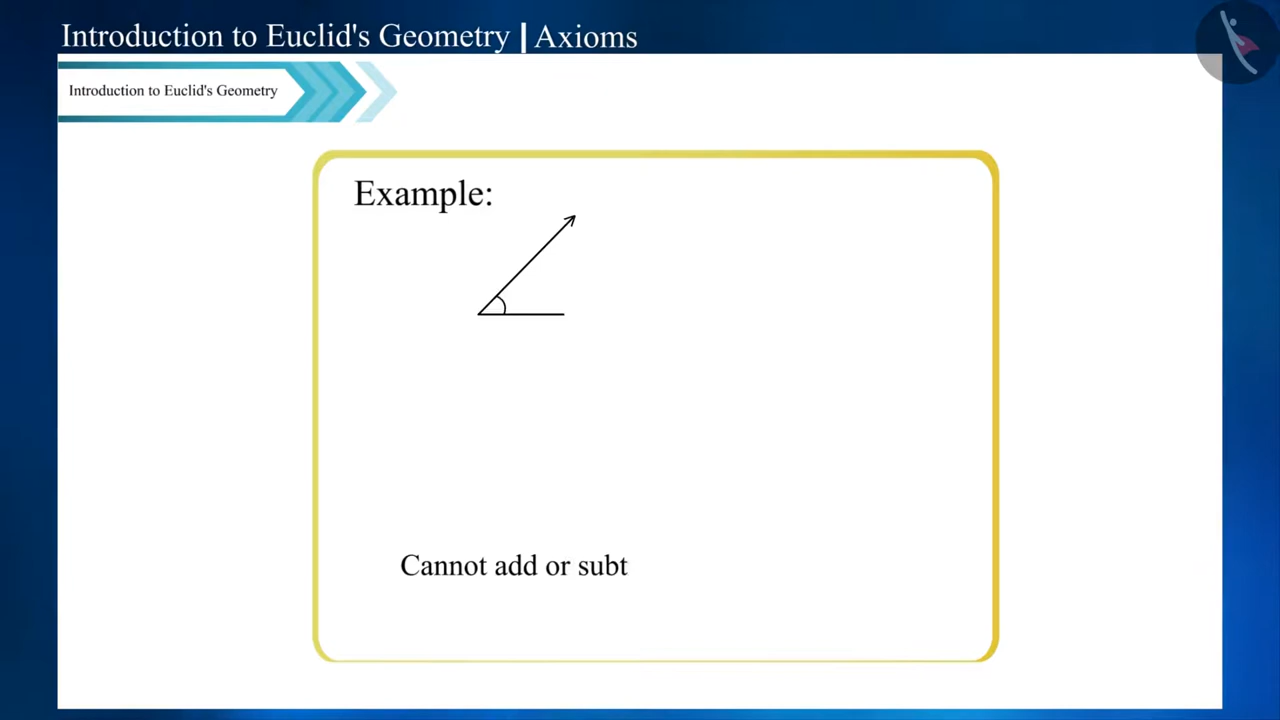 Introduction to Euclid's Geometry | Axioms
Introduction to Euclid's Geometry
Example:
Cannot add or subt